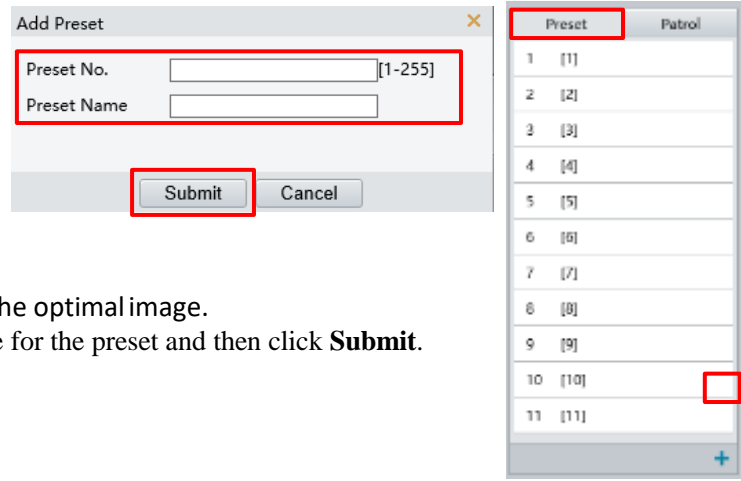 Add Preset ×
Preset No. [1-255]
Preset Name
Submit Cancel
he optimal image.
e for the preset and then click Submit.
Preset Patrol
1 [1]
2 [2]
3 [3]
4 [4]
5 [5]
6 [6]
7 [7]
8 [8]
9 [9]
10 [10]
11 [11]
+